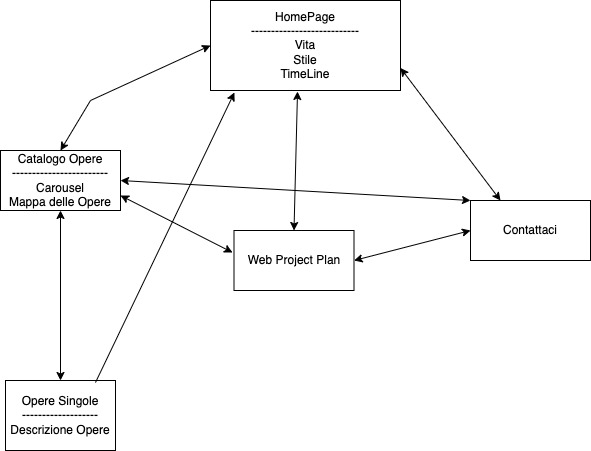 HomePage
---------------------------
Vita
Stile
TimeLine
Catalogo Opere
------------------------
Carousel
Mappa delle Opere
Contattaci
Web Project Plan
Opere Singole
-------------------
Descrizione Opere